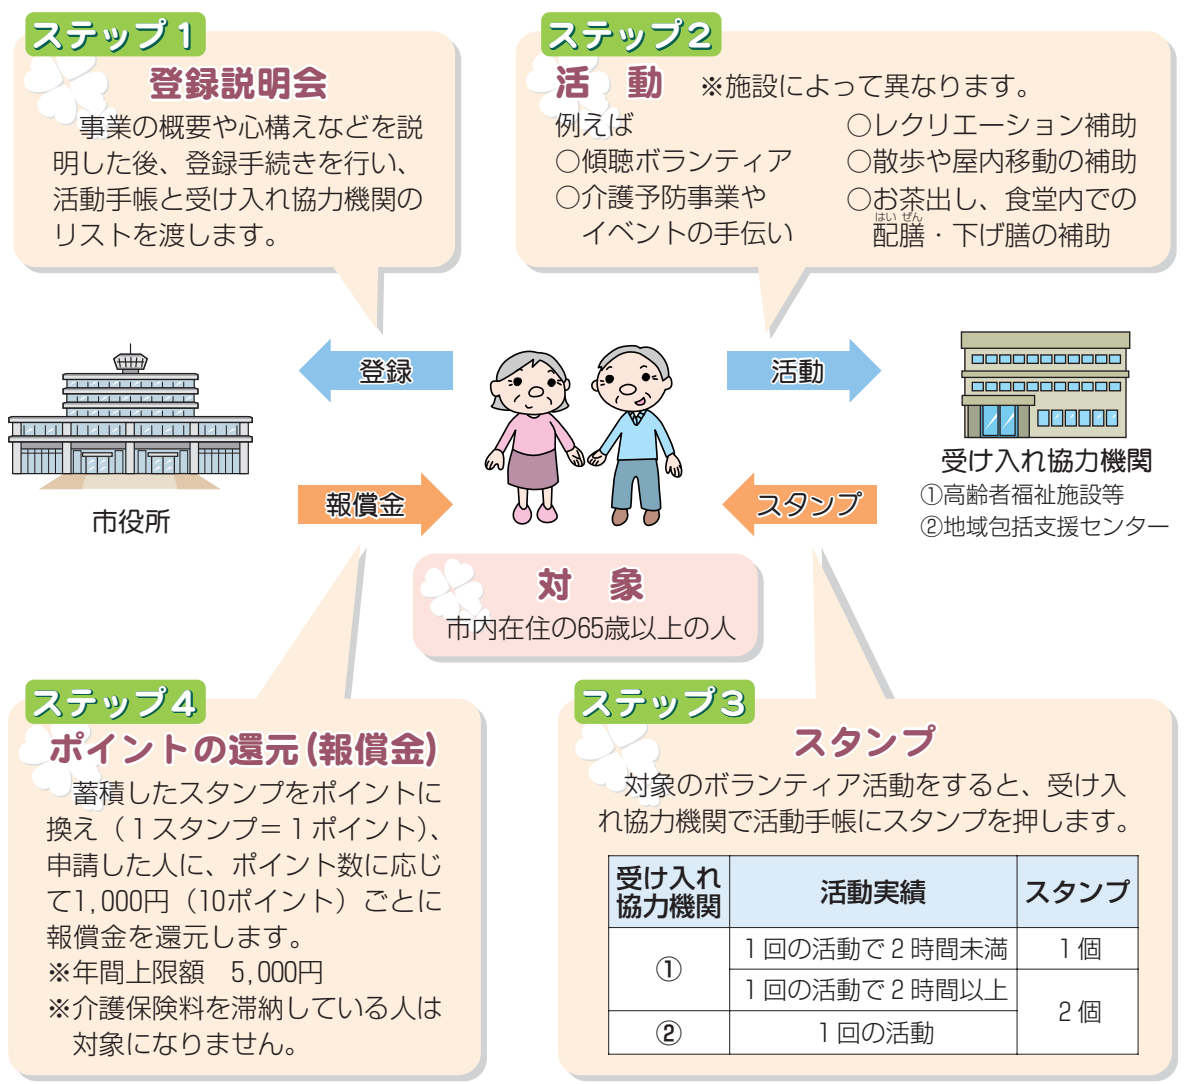 ステップ1
登録説明会
事業の概要や心構えなどを説
明した後、登録手続きを行い、
活動手帳と受け入れ協力機関の
リストを渡します。
ステップ2
活　動　※施設によって異なります。
例えば
○傾聴ボランティア
○介護予防事業や
イベントの手伝い
○レクリエーション補助
○散歩や屋内移動の補助
○お茶出し、食堂内での
はい ぜん
配膳・下げ膳の補助
登録
活動
市役所
報償金
スタンプ
受け入れ協力機関
①高齢者福祉施設等
②地域包括支援センター
対　象
市内在住の65歳以上の人
ステップ4
ポイントの還元(報償金)
蓄積したスタンプをポイントに
換え（1スタンプ＝1ポイント）、
申請した人に、ポイント数に応じ
て1,000円（10ポイント）ごとに
報償金を還元します。
※年間上限額　5,000円
※介護保険料を滞納している人は
対象になりません。
ステップ3
スタンプ
対象のボランティア活動をすると、受け入
れ協力機関で活動手帳にスタンプを押します。
受け入れ
協力機関
活動実績
スタンプ
①
1回の活動で2時間未満
1個
1回の活動で2時間以上
2個
②
1回の活動